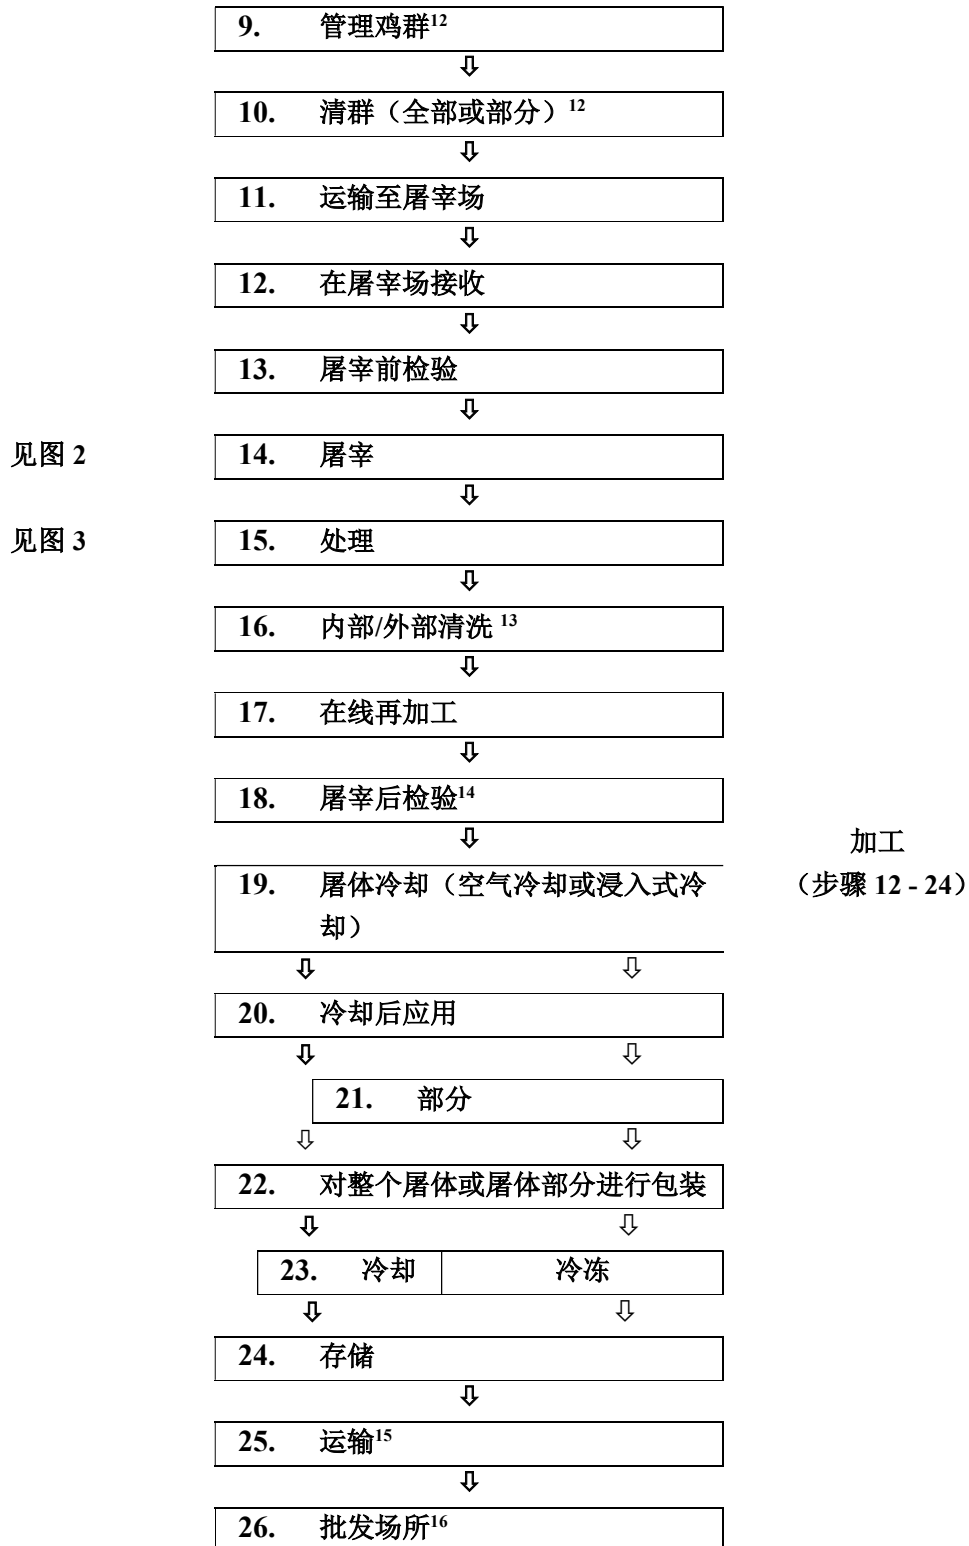 9. 管理鸡群12
⇩
10. 清群（全部或部分）12
⇩
11. 运输至屠宰场
⇩
12. 在屠宰场接收
⇩
13. 屠宰前检验
⇩
见图 2 14. 屠宰
⇩
见图 3 15. 处理
⇩
16. 内部/外部清洗 13
⇩
17. 在线再加工
⇩
18. 屠宰后检验14
⇩ 加工
19. 屠体冷却（空气冷却或浸入式冷 （步骤 12 - 24）
却）
⇩ ⇩
20. 冷却后应用
⇩ ⇩
21. 部分
⇩ ⇩
22. 对整个屠体或屠体部分进行包装
⇩ ⇩
23. 冷却 冷冻
⇩ ⇩
24. 存储
⇩
25. 运输15
⇩
26. 批发场所16